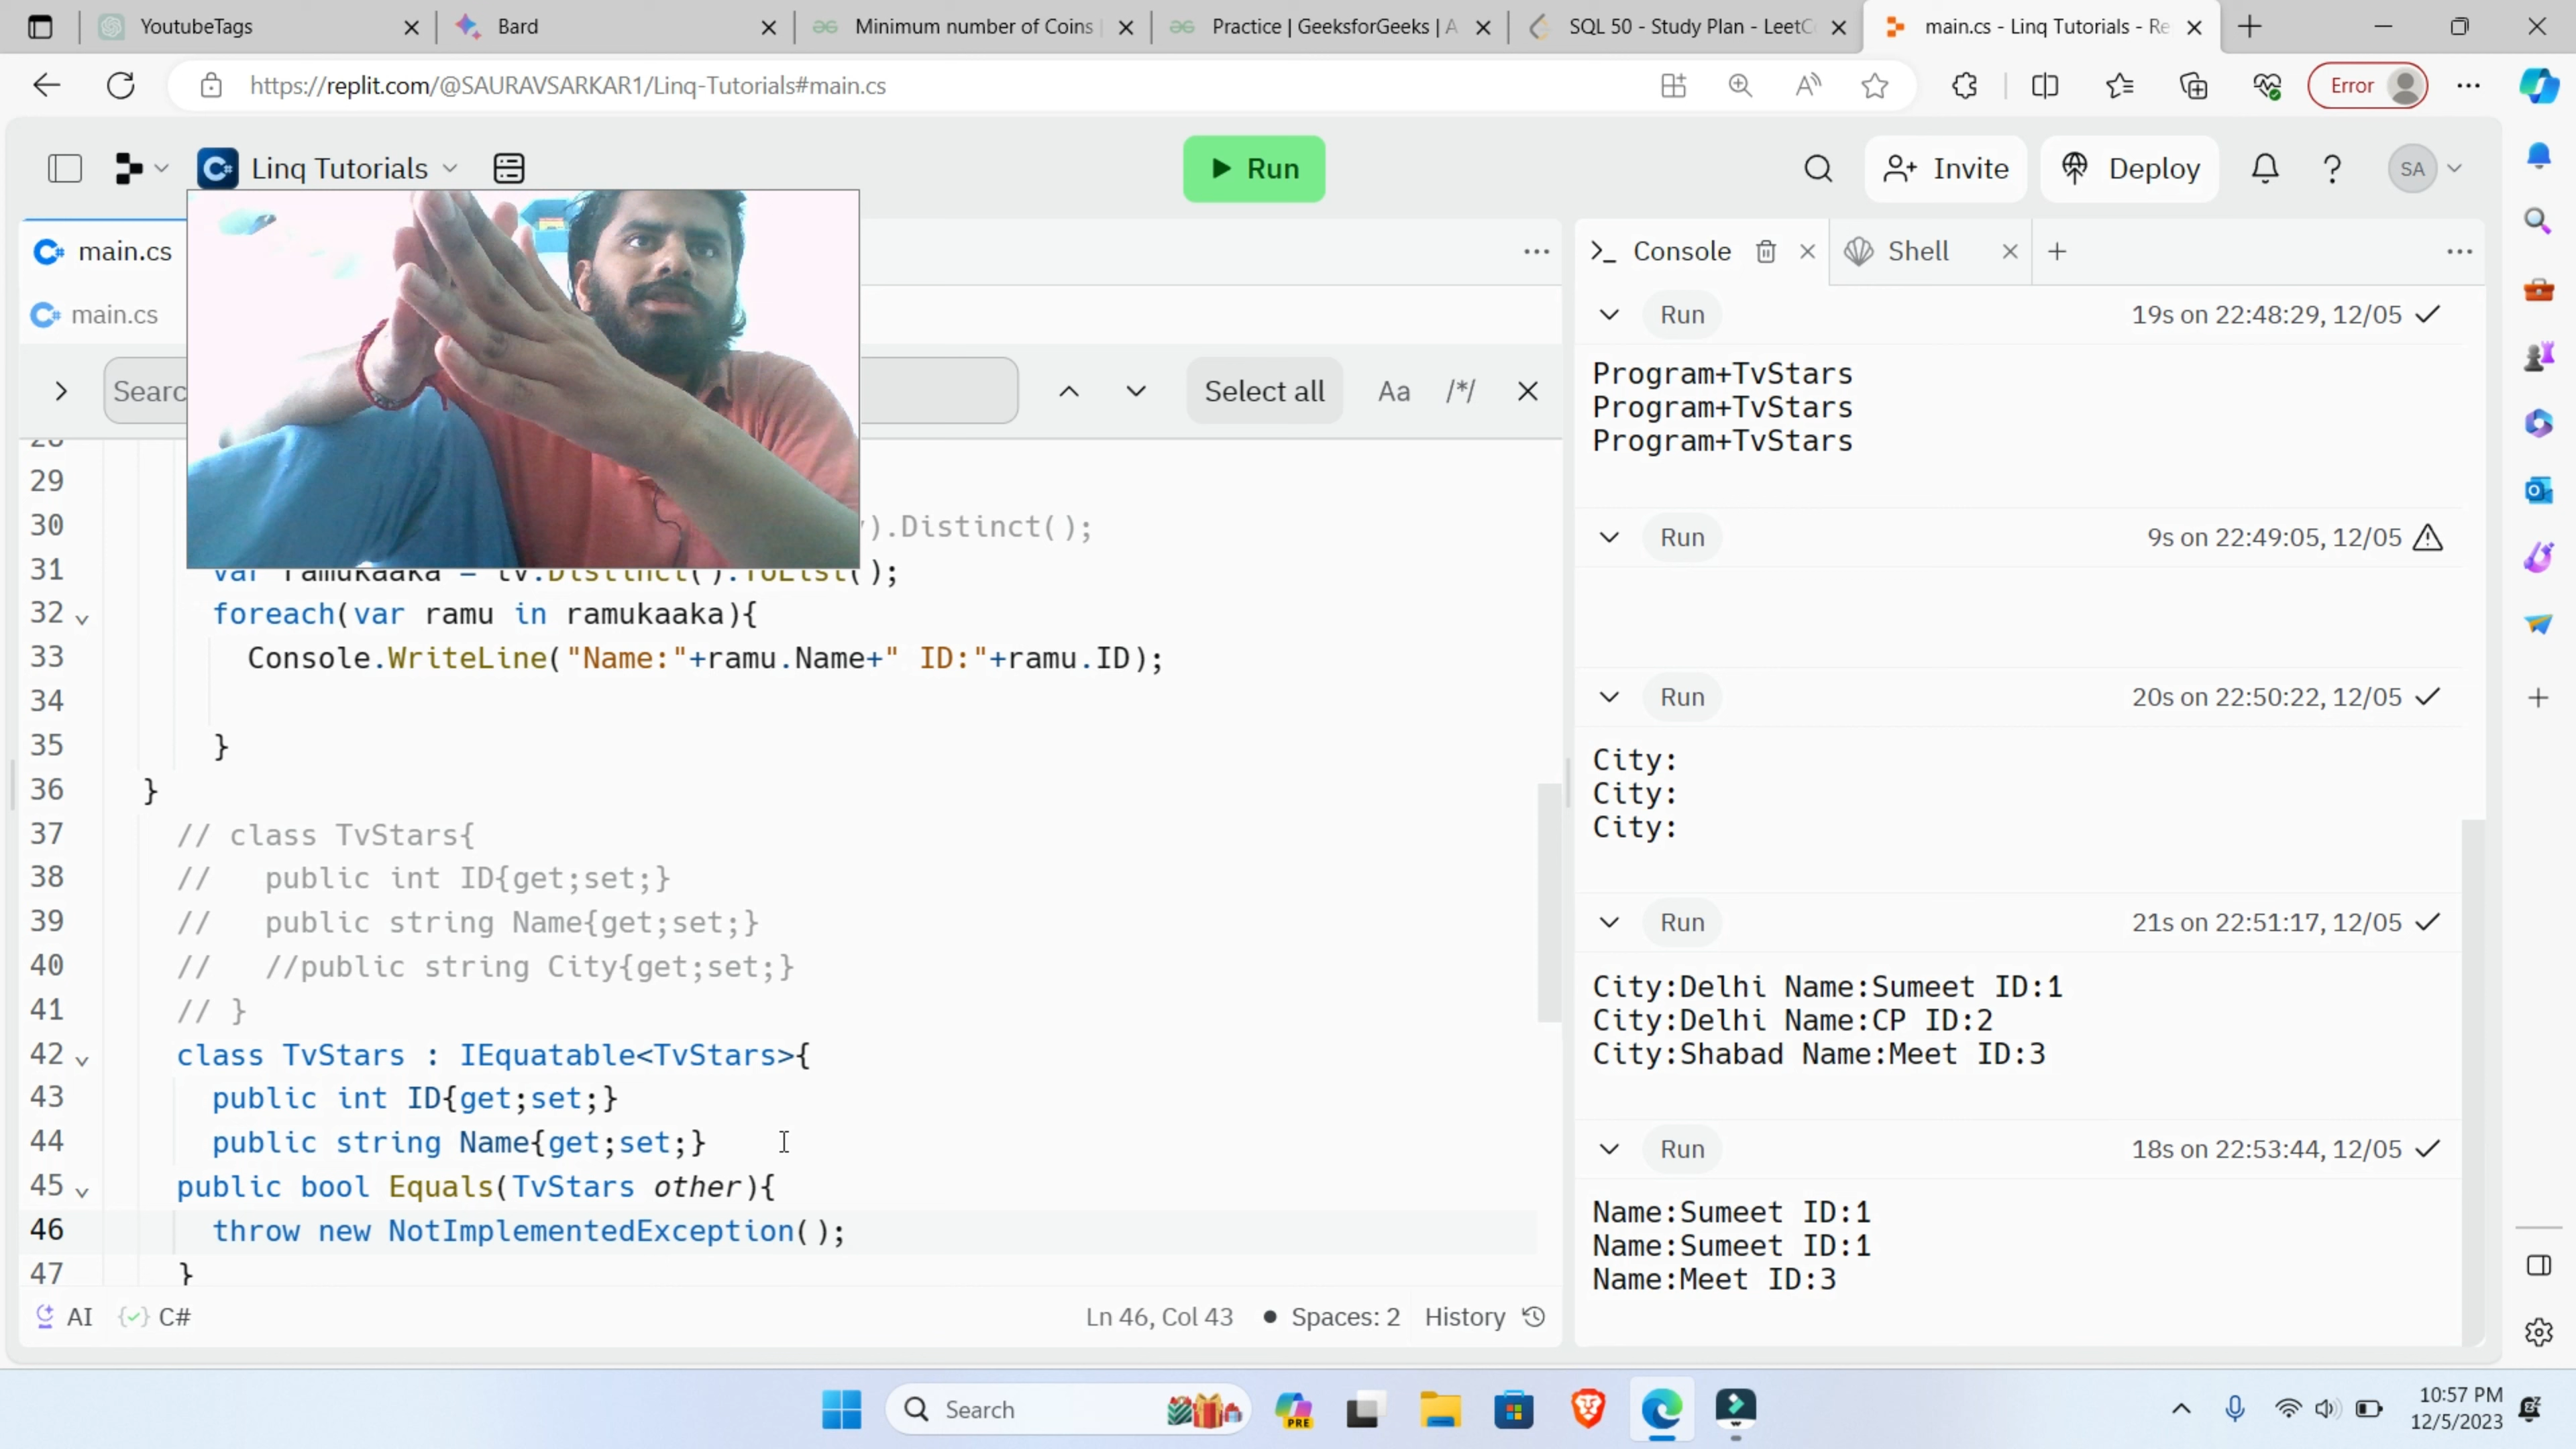 YoutubeTags
Bard
Minimum number of Coins
Practice | GeeksforGeeks | A
SQL 50 - Study Plan - LeetC
main.cs - Linq Tutorials - Re
https://replit.com/@SAURAVSARKAR1/Linq-Tutorials#main.cs
Error
Linq Tutorials
Run
Invite
Deploy
SA
main.cs
main.cs
Searc
Select all
Aa
/*/
29
30 ).Distinct();
31 var ramukaaka = tv.Distinct().ToList();
32 foreach(var ramu in ramukaaka){
33 Console.WriteLine("Name:"+ramu.Name+" ID:"+ramu.ID);
34
35 }
36 }
37 // class TvStars{
38 // public int ID{get;set;}
39 // public string Name{get;set;}
40 // //public string City{get;set;}
41 // }
42 class TvStars : IEquatable<TvStars>{
43 public int ID{get;set;}
44 public string Name{get;set;}
45 public bool Equals(TvStars other){
46 throw new NotImplementedException();
47 }
AI
C#
Ln 46, Col 43
Spaces: 2
History
Console
Shell
Run
19s on 22:48:29, 12/05
Program+TvStars
Program+TvStars
Program+TvStars
Run
9s on 22:49:05, 12/05
Run
20s on 22:50:22, 12/05
City:
City:
City:
Run
21s on 22:51:17, 12/05
City:Delhi Name:Sumeet ID:1
City:Delhi Name:CP ID:2
City:Shabad Name:Meet ID:3
Run
18s on 22:53:44, 12/05
Name:Sumeet ID:1
Name:Sumeet ID:1
Name:Meet ID:3
Search
PRE
10:57 PM
12/5/2023